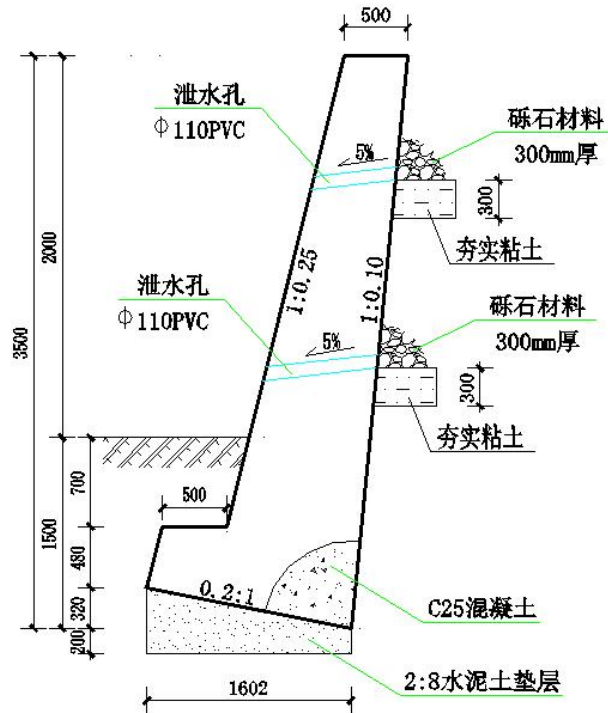 500
泄水孔
Φ110PVC
5%
砾石材料
300mm厚
300
夯实粘土
2000
3500
1:0.25
1:0.10
泄水孔
Φ110PVC
5%
砾石材料
300mm厚
300
夯实粘土
700
500
1500
480
0.2:1
320
C25混凝土
200
2:8水泥土垫层
1602